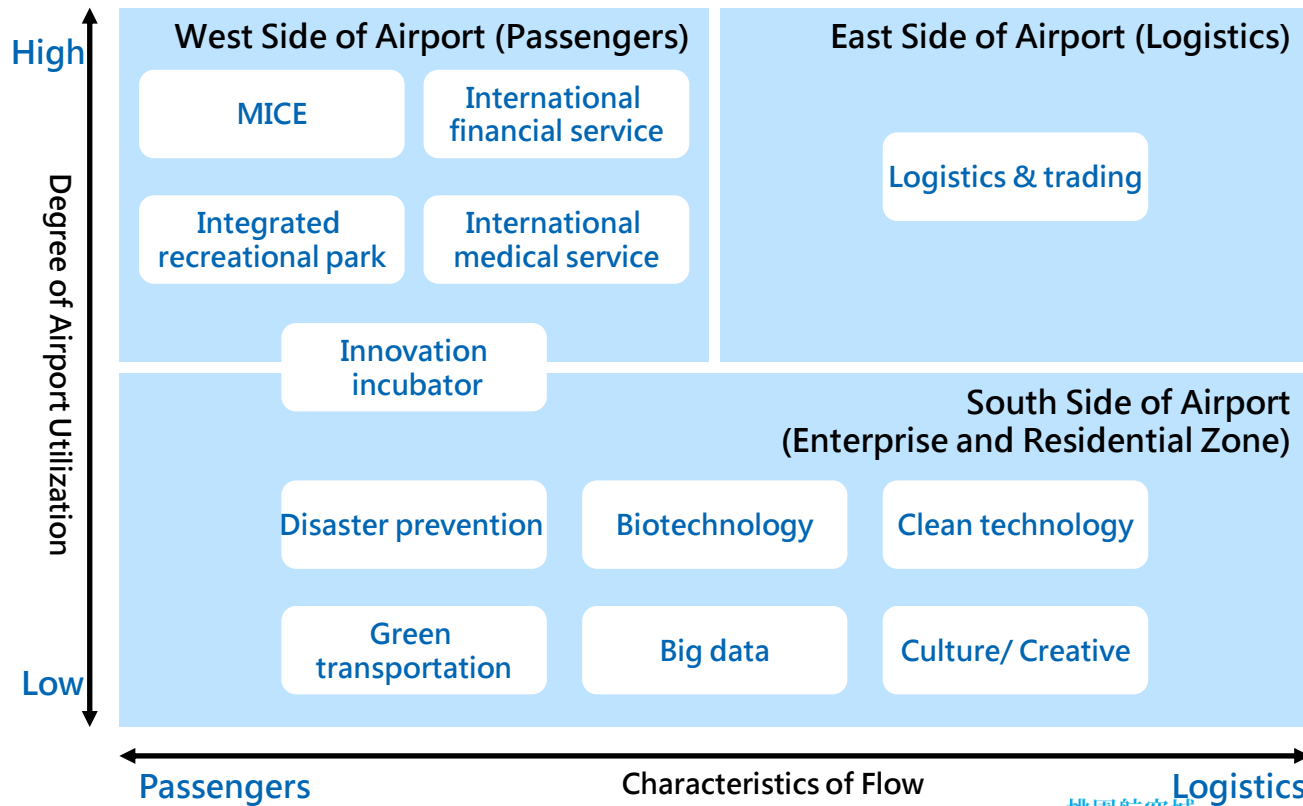 High
West Side of Airport (Passengers)
East Side of Airport (Logistics)
MICE
International
financial service
Logistics & trading
Integrated
recreational park
International
medical service
Degree of Airport Utilization
Innovation
incubator
South Side of Airport
(Enterprise and Residential Zone)
Disaster prevention
Biotechnology
Clean technology
Green
transportation
Big data
Culture/ Creative
Low
Passengers
Characteristics of Flow
Logistics